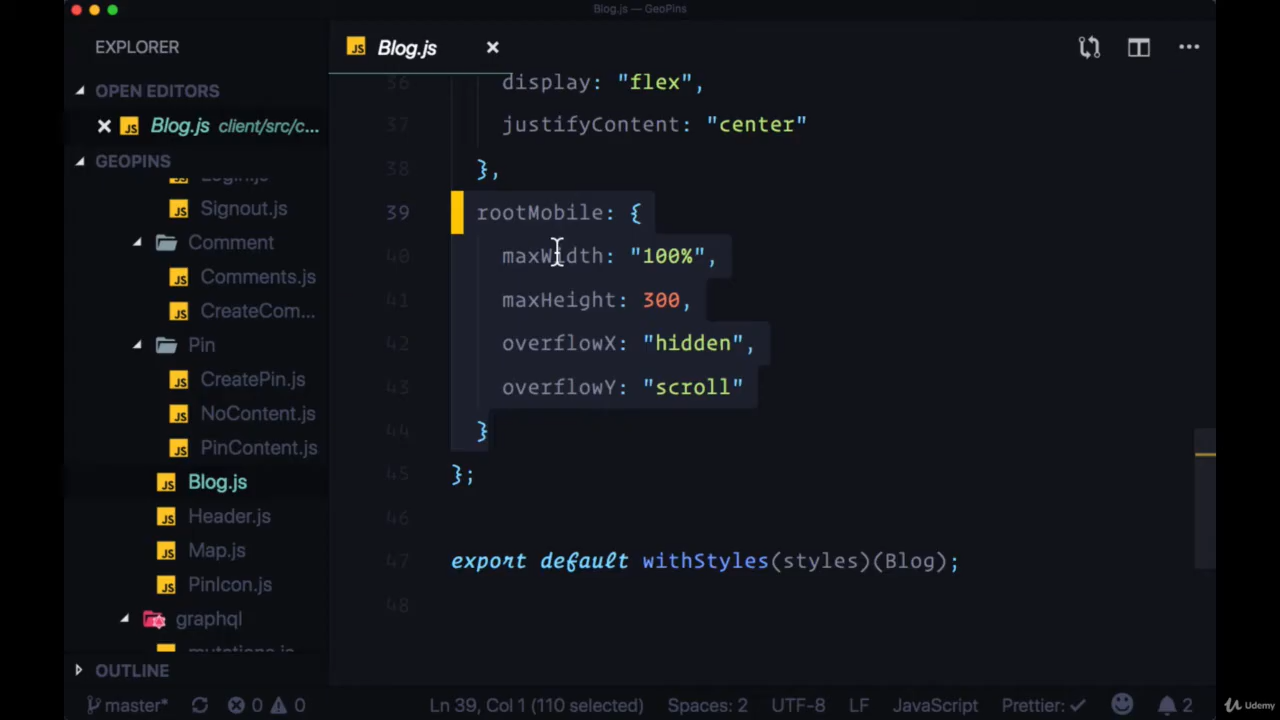 Blog.js — GeoPins
EXPLORER
OPEN EDITORS
Blog.js client/src/c...
GEOPINS
Login.js
Signout.js
Comment
Comments.js
CreateCom...
Pin
CreatePin.js
NoContent.js
PinContent.js
Blog.js
Header.js
Map.js
PinIcon.js
graphql
mutations.js
OUTLINE
Blog.js
36 display: "flex",
37 justifyContent: "center"
38 },
39 rootMobile: {
40 maxWidth: "100%",
41 maxHeight: 300,
42 overflowX: "hidden",
43 overflowY: "scroll"
44 }
45 };
46
47 export default withStyles(styles)(Blog);
48
master* 0 0 Ln 39, Col 1 (110 selected) Spaces: 2 UTF-8 LF JavaScript Prettier: ✓ 2
Udemy